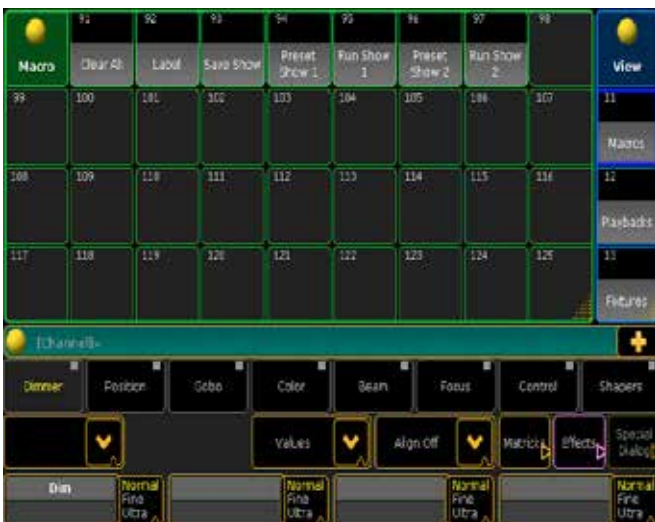 Macro
91
92
93
94
95
96
97
98
View
Clear All
Label
Save Show
Preset Show 1
Run Show 1
Preset Show 2
Run Show 2
99
100
101
102
103
104
105
106
107
11
Macros
108
109
110
111
112
113
114
115
116
12
Playbacks
117
118
119
120
121
122
123
124
125
13
Fixtures
[Channel]>
Dimmer
Position
Gobo
Color
Beam
Focus
Control
Shapers
Values
Align Off
Matricks
Effects
Special Dialog
Dim
Normal
Fine
Ultra
Normal
Fine
Ultra
Normal
Fine
Ultra
Normal
Fine
Ultra